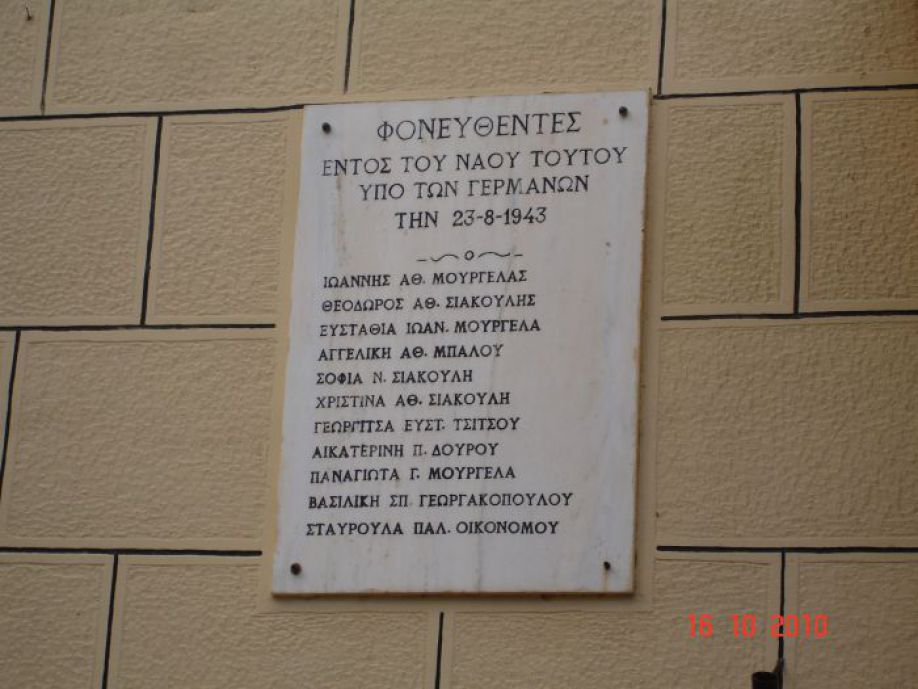 ΦΟΝΕΥΘΕΝΤΕΣ
ΕΝΤΟΣ ΤΟΥ ΝΑΟΥ ΤΟΥΤΟΥ
ΥΠΟ ΤΩΝ ΓΕΡΜΑΝΩΝ
ΤΗΝ 23-8-1943
ΙΩΑΝΝΗΣ ΑΘ. ΜΟΥΡΓΕΛΑΣ
ΘΕΟΔΩΡΟΣ ΑΘ. ΣΙΑΚΟΥΛΗΣ
ΕΥΣΤΑΘΙΑ ΙΩΑΝ. ΜΟΥΡΓΕΛΑ
ΑΓΓΕΛΙΚΗ ΑΘ. ΜΠΑΛΟΥ
ΣΟΦΙΑ Ν. ΣΙΑΚΟΥΛΗ
ΧΡΙΣΤΙΝΑ ΑΘ. ΣΙΑΚΟΥΛΗ
ΓΕΩΡΓΙΤΣΑ ΕΥΣΤ. ΤΣΙΤΣΟΥ
ΑΙΚΑΤΕΡΙΝΗ Π. ΔΟΥΡΟΥ
ΠΑΝΑΓΙΩΤΑ Γ. ΜΟΥΡΓΕΛΑ
ΒΑΣΙΛΙΚΗ ΣΠ. ΓΕΩΡΓΑΚΟΠΟΥΛΟΥ
ΣΤΑΥΡΟΥΛΑ ΠΑΛ. ΟΙΚΟΝΟΜΟΥ
16 10 2010